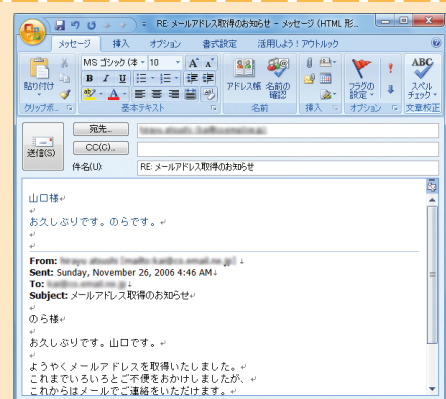 RE: メールアドレス取得のお知らせ - メッセージ (HTML 形...
メッセージ 挿入 オプション 書式設定 活用しよう！アウトルック
MS ゴシック (本 10
貼り付け
B I U
アドレス帳 名前の確認
フラグの設定
ABC
スペルチェック
クリップボ... 基本テキスト 名前 挿入 オプション 文章校正
送信(S)
宛先...
CC(C)...
件名(U): RE: メールアドレス取得のお知らせ
山口様
お久しぶりです。のらです。
From:
Sent: Sunday, November 26, 2006 4:46 AM
To:
Subject: メールアドレス取得のお知らせ
のら様
お久しぶりです。山口です。
ようやくメールアドレスを取得いたしました。
これまでいろいろとご不便をおかけしましたが、
これからはメールでご連絡をいただけます。